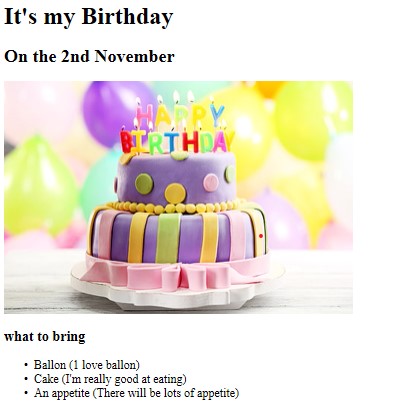 It's my Birthday
On the 2nd November
HAPPY
BIRTHDAY
what to bring
Ballon (1 love ballon)
Cake (I'm really good at eating)
An appetite (There will be lots of appetite)